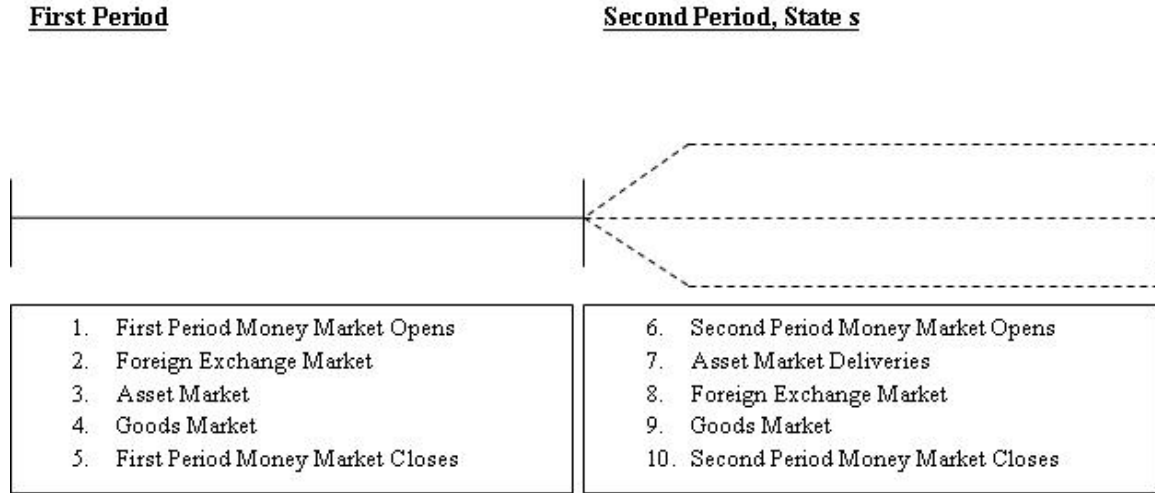 First Period
Second Period, State s
1. First Period Money Market Opens
2. Foreign Exchange Market
3. Asset Market
4. Goods Market
5. First Period Money Market Closes
6. Second Period Money Market Opens
7. Asset Market Deliveries
8. Foreign Exchange Market
9. Goods Market
10. Second Period Money Market Closes